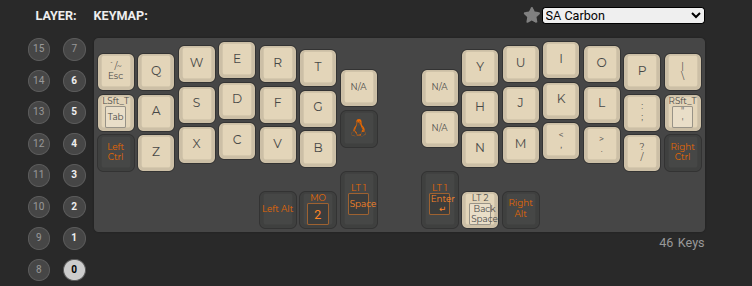 LAYER: KEYMAP: SA Carbon
15 7
14 6
13 5
12 4
11 3
10 2
9 1
8 0
` / ~ Esc Q W E R T N/A N/A Y U I O P | \
LSft_T Tab A S D F G N/A H J K L : ; RSft_T " '
Left Ctrl Z X C V B N M < , > . ? / Right Ctrl
Left Alt MO 2 LT 1 Space LT 1 Enter ↵ LT 2 Back Space Right Alt
46 Keys